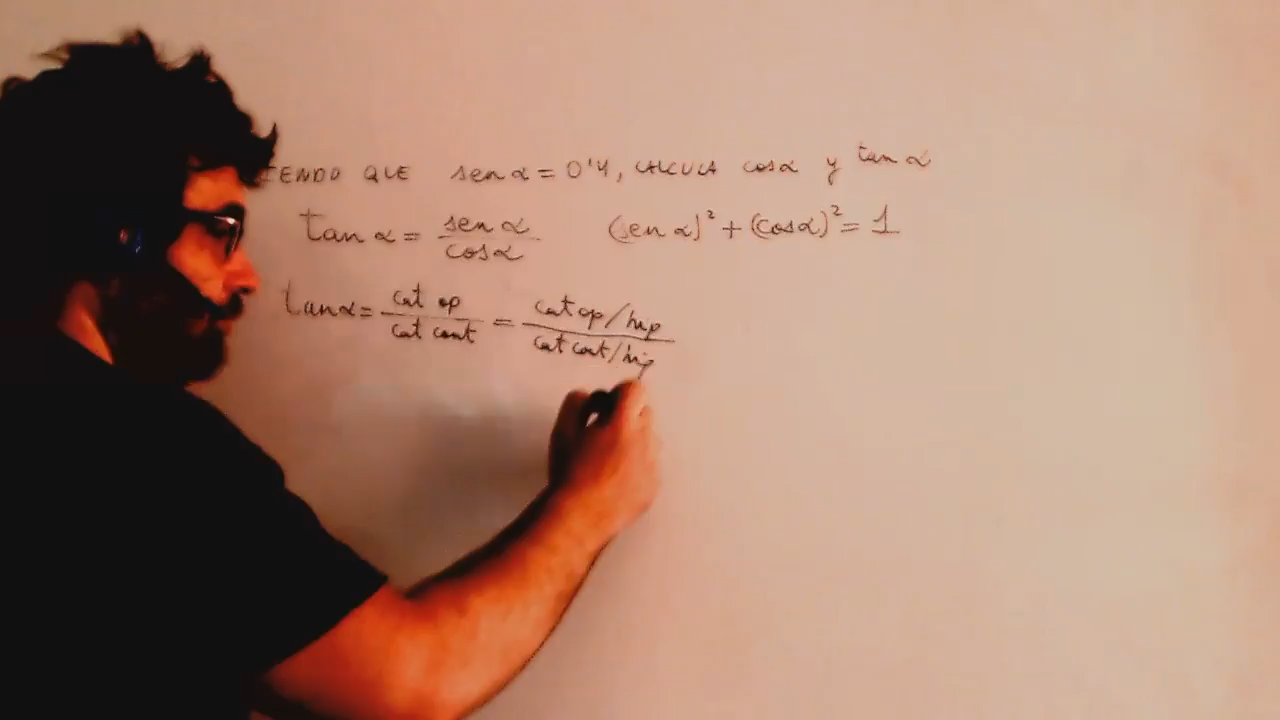 QUE sen α = 0'4, CALCULA cos α y tan α
tan α = sen α / cos α (sen α)² + (cos α)² = 1
tan α = cat op / cat cont = cat op/hip / cat cont/hip